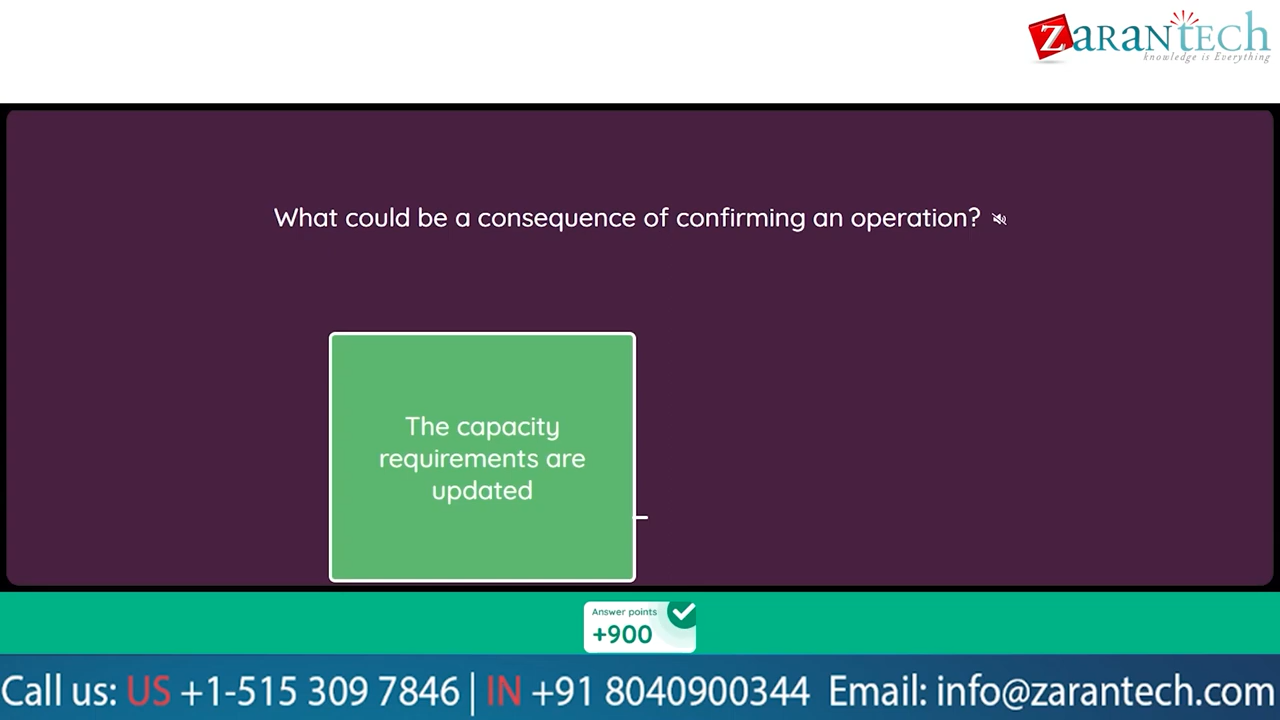 ZARANTECH
knowledge is Everything
What could be a consequence of confirming an operation?
The capacity
requirements are
updated
Answer points
+900
Call us: US +1-515 309 7846 | IN +91 8040900344 Email: info@zarantech.com